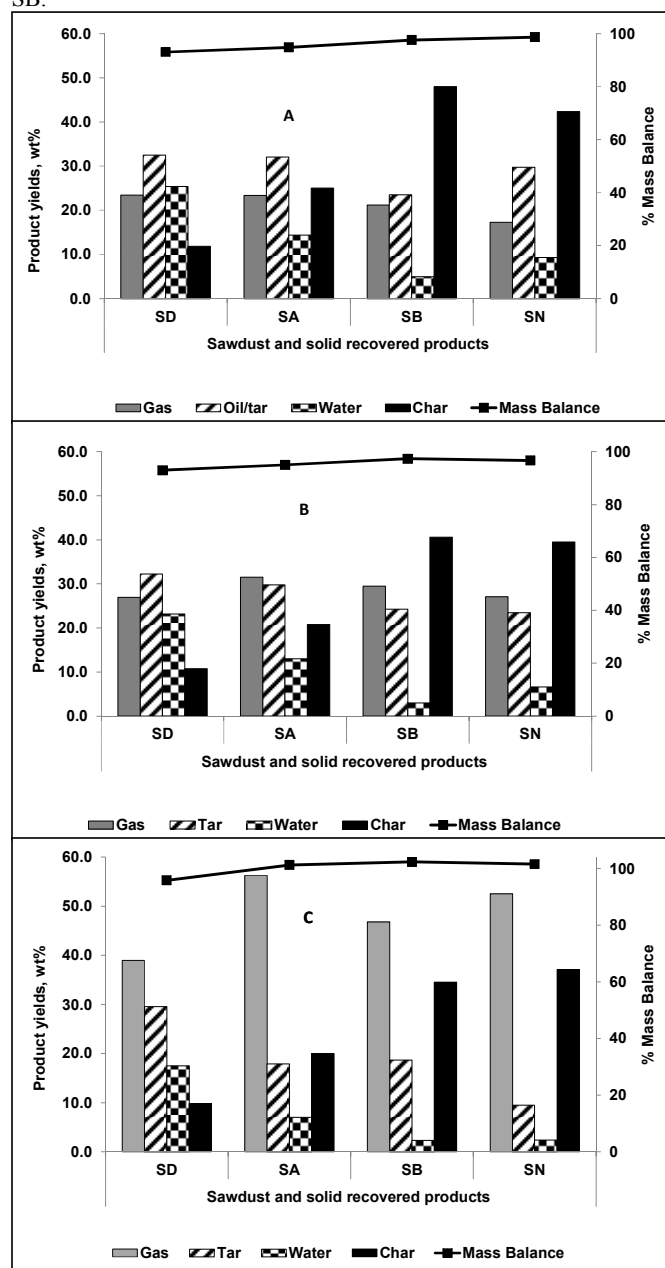 SB.
60.0 100
50.0 80
40.0
A 60
30.0
40
20.0
10.0 20
0.0 0
Product yields, wt%
% Mass Balance
SD SA SB SN
Sawdust and solid recovered products
Gas Oil/tar Water Char Mass Balance
60.0 100
50.0 80
B
40.0 60
30.0
40
20.0
10.0 20
0.0 0
Product yields, wt%
% Mass Balance
SD SA SB SN
Sawdust and solid recovered products
Gas Tar Water Char Mass Balance
60.0
100
50.0
C 80
40.0
60
30.0
40
20.0
10.0 20
0.0 0
Product yields, wt%
% Mass Balance
SD SA SB SN
Sawdust and solid recovered products
Gas Tar Water Char Mass Balance